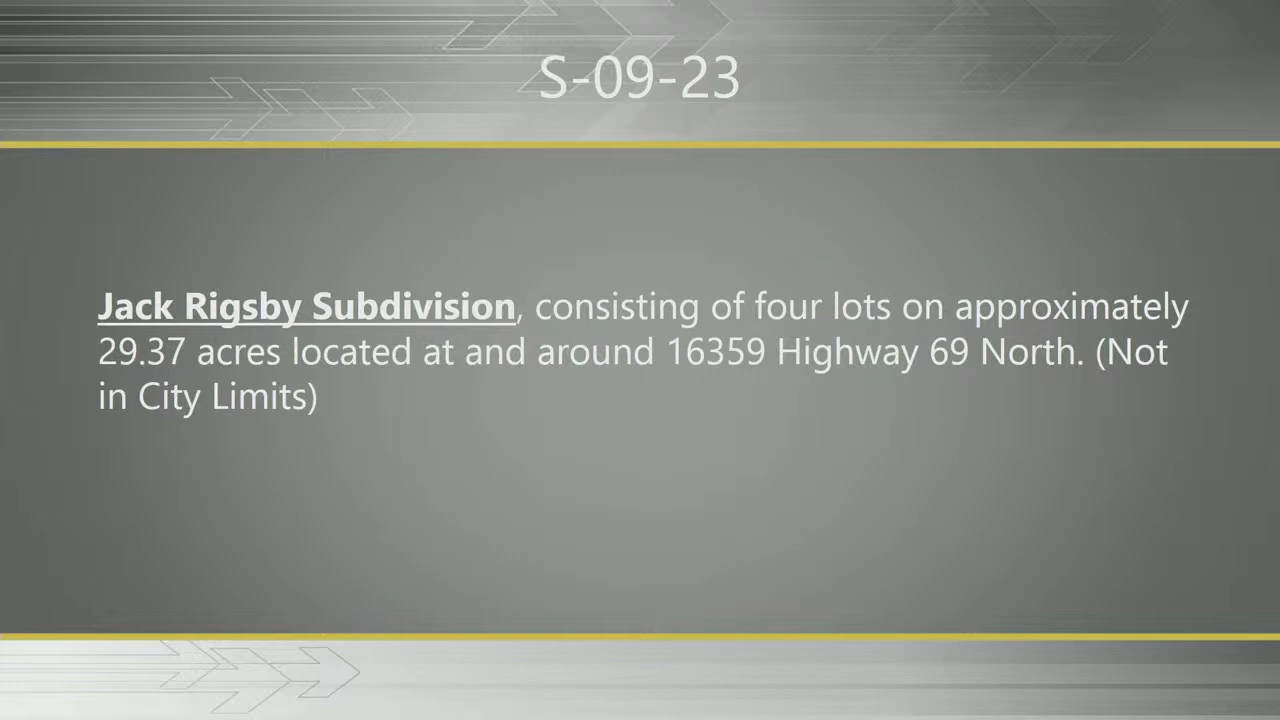 S-09-23
Jack Rigsby Subdivision, consisting of four lots on approximately
29.37 acres located at and around 16359 Highway 69 North. (Not
in City Limits)